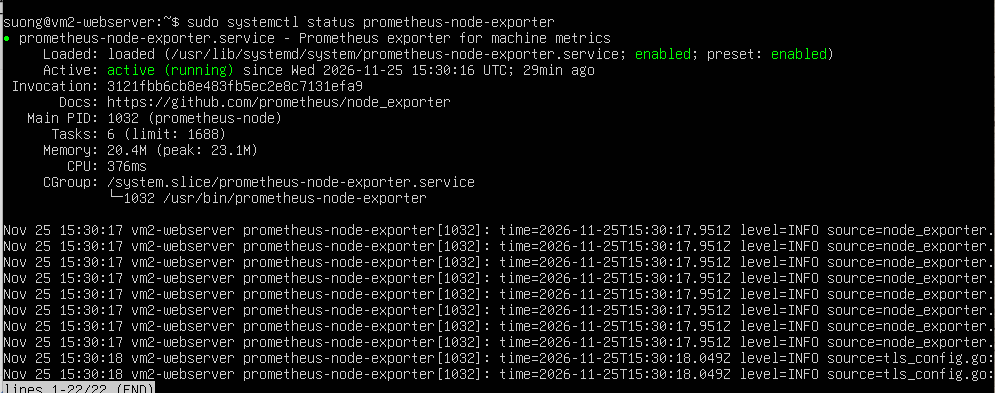 suong@vm2-webserver:~$ sudo systemctl status prometheus-node-exporter
● prometheus-node-exporter.service - Prometheus exporter for machine metrics
Loaded: loaded (/usr/lib/systemd/system/prometheus-node-exporter.service; enabled; preset: enabled)
Active: active (running) since Wed 2026-11-25 15:30:16 UTC; 29min ago
Invocation: 3121fbb6cb8e483fb5ec2e8c7131efa9
Docs: https://github.com/prometheus/node_exporter
Main PID: 1032 (prometheus-node)
Tasks: 6 (limit: 1688)
Memory: 20.4M (peak: 23.1M)
CPU: 376ms
CGroup: /system.slice/prometheus-node-exporter.service
└─1032 /usr/bin/prometheus-node-exporter
Nov 25 15:30:17 vm2-webserver prometheus-node-exporter[1032]: time=2026-11-25T15:30:17.951Z level=INFO source=node_exporter.
Nov 25 15:30:17 vm2-webserver prometheus-node-exporter[1032]: time=2026-11-25T15:30:17.951Z level=INFO source=node_exporter.
Nov 25 15:30:17 vm2-webserver prometheus-node-exporter[1032]: time=2026-11-25T15:30:17.951Z level=INFO source=node_exporter.
Nov 25 15:30:17 vm2-webserver prometheus-node-exporter[1032]: time=2026-11-25T15:30:17.951Z level=INFO source=node_exporter.
Nov 25 15:30:17 vm2-webserver prometheus-node-exporter[1032]: time=2026-11-25T15:30:17.951Z level=INFO source=node_exporter.
Nov 25 15:30:17 vm2-webserver prometheus-node-exporter[1032]: time=2026-11-25T15:30:17.951Z level=INFO source=node_exporter.
Nov 25 15:30:17 vm2-webserver prometheus-node-exporter[1032]: time=2026-11-25T15:30:17.951Z level=INFO source=node_exporter.
Nov 25 15:30:17 vm2-webserver prometheus-node-exporter[1032]: time=2026-11-25T15:30:17.951Z level=INFO source=node_exporter.
Nov 25 15:30:18 vm2-webserver prometheus-node-exporter[1032]: time=2026-11-25T15:30:18.049Z level=INFO source=tls_config.go:
Nov 25 15:30:18 vm2-webserver prometheus-node-exporter[1032]: time=2026-11-25T15:30:18.049Z level=INFO source=tls_config.go:
lines 1-22/22 (END)